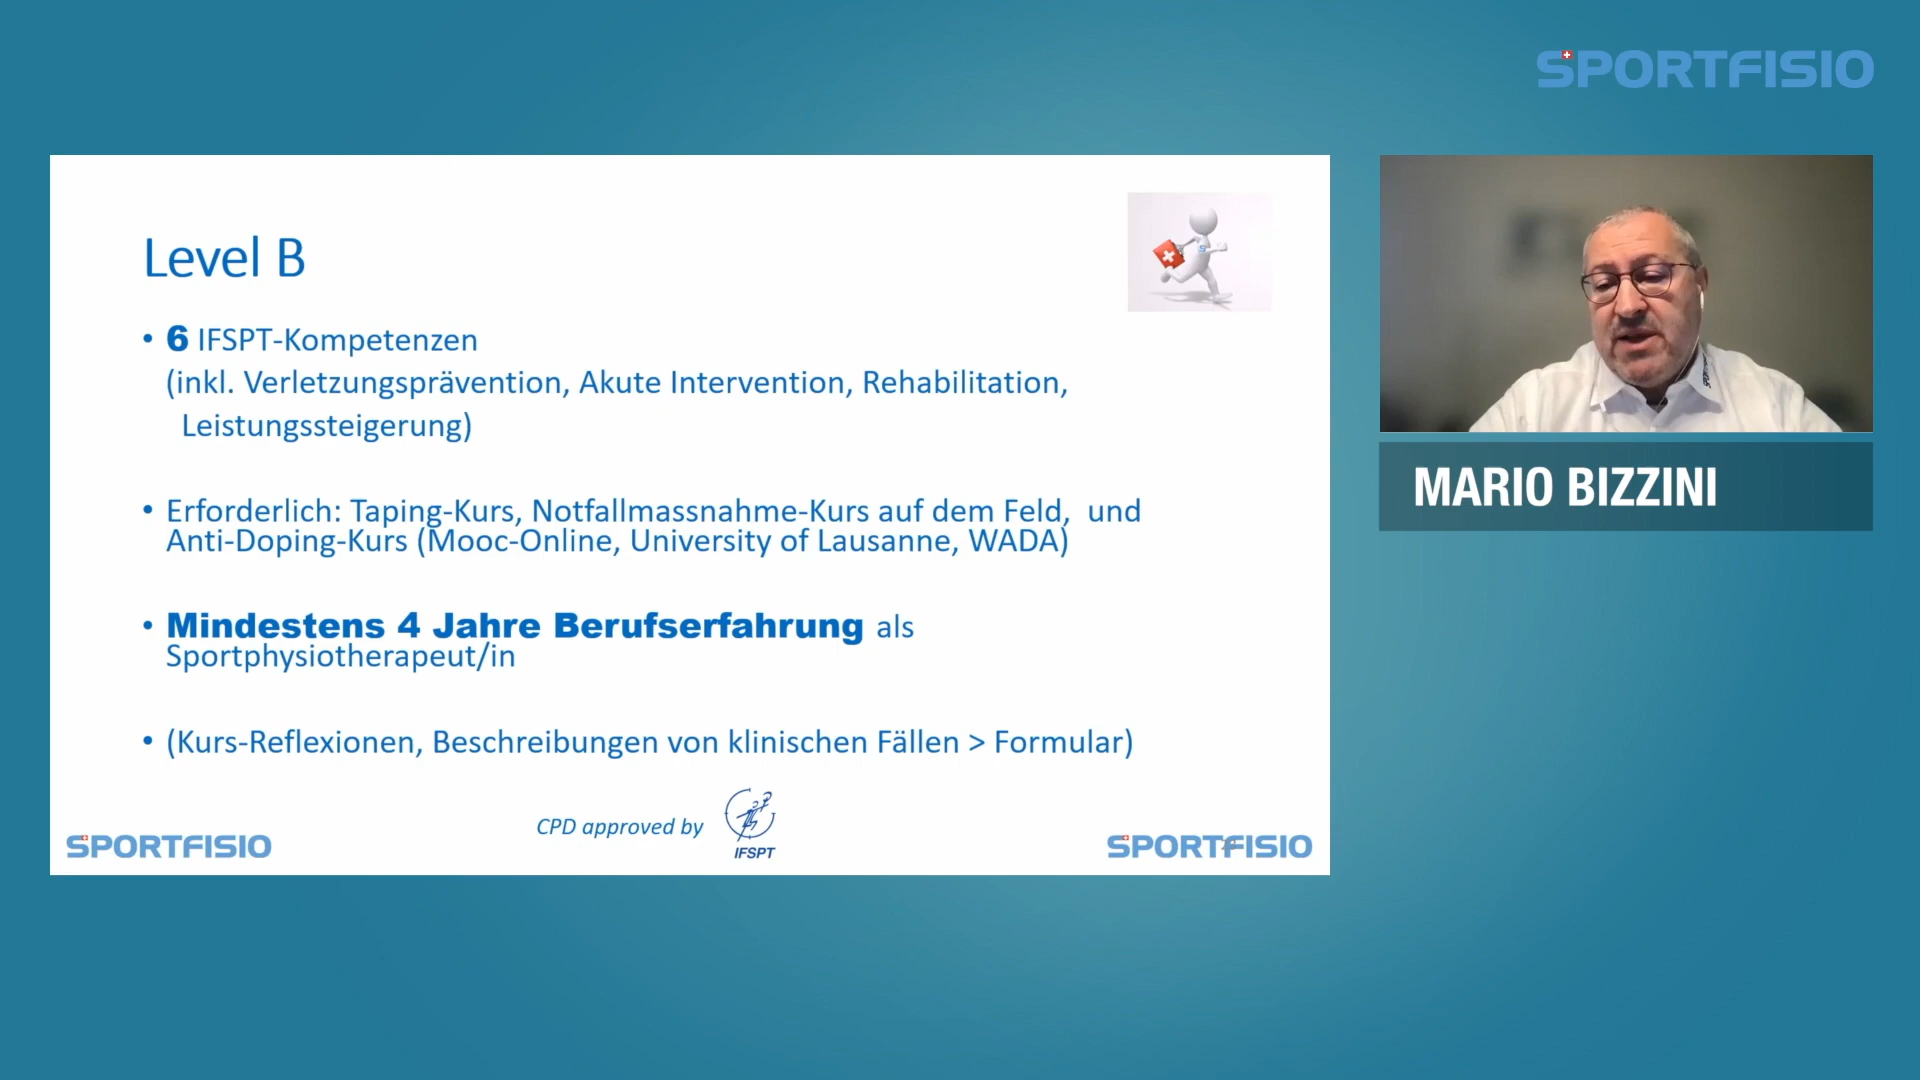 SPORTFISIO
Level B
• 6 IFSPT-Kompetenzen
(inkl. Verletzungsprävention, Akute Intervention, Rehabilitation,
Leistungssteigerung)
• Erforderlich: Taping-Kurs, Notfallmassnahme-Kurs auf dem Feld, und
Anti-Doping-Kurs (Mooc-Online, University of Lausanne, WADA)
• Mindestens 4 Jahre Berufserfahrung als
Sportphysiotherapeut/in
• (Kurs-Reflexionen, Beschreibungen von klinischen Fällen > Formular)
CPD approved by
IFSPT
SPORTFISIO
SPORTFISIO
MARIO BIZZINI